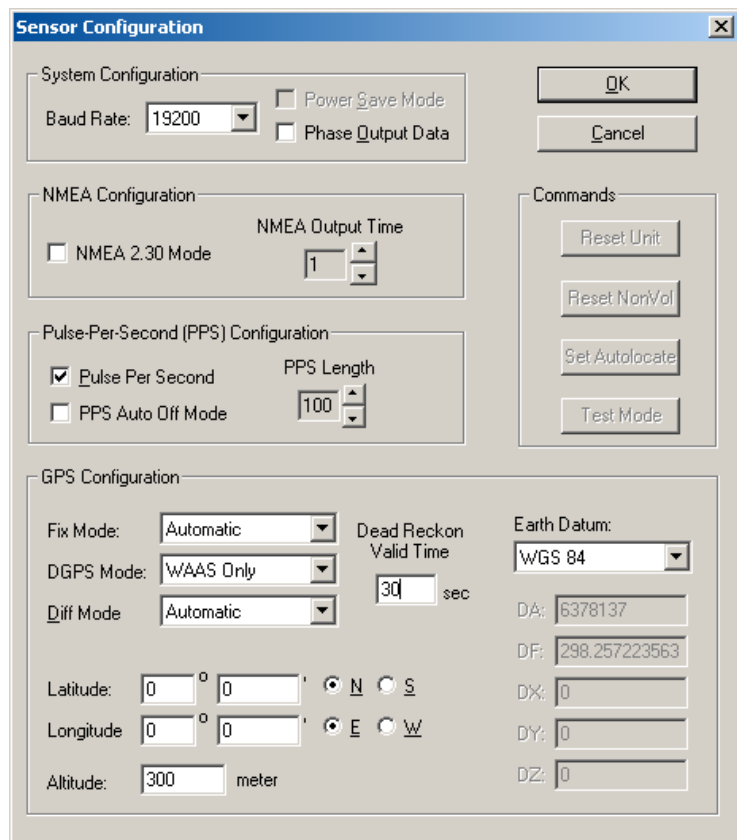 Sensor Configuration
System Configuration
Baud Rate: 19200
Power Save Mode
Phase Output Data
OK
Cancel
NMEA Configuration
NMEA 2.30 Mode
NMEA Output Time
1
Commands
Reset Unit
Reset NonVol
Set Autolocate
Test Mode
Pulse-Per-Second (PPS) Configuration
Pulse Per Second
PPS Auto Off Mode
PPS Length
100
GPS Configuration
Fix Mode: Automatic
DGPS Mode: WAAS Only
Diff Mode Automatic
Dead Reckon
Valid Time
30 sec
Earth Datum:
WGS 84
DA: 6378137
DF: 298.257223563
DX: 0
DY: 0
DZ: 0
Latitude: 0 º 0 ' N S
Longitude 0 º 0 ' E W
Altitude: 300 meter